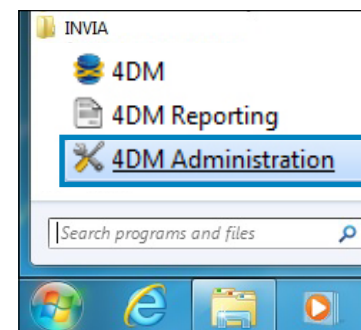 INVIA
4DM
4DM Reporting
4DM Administration
Search programs and files